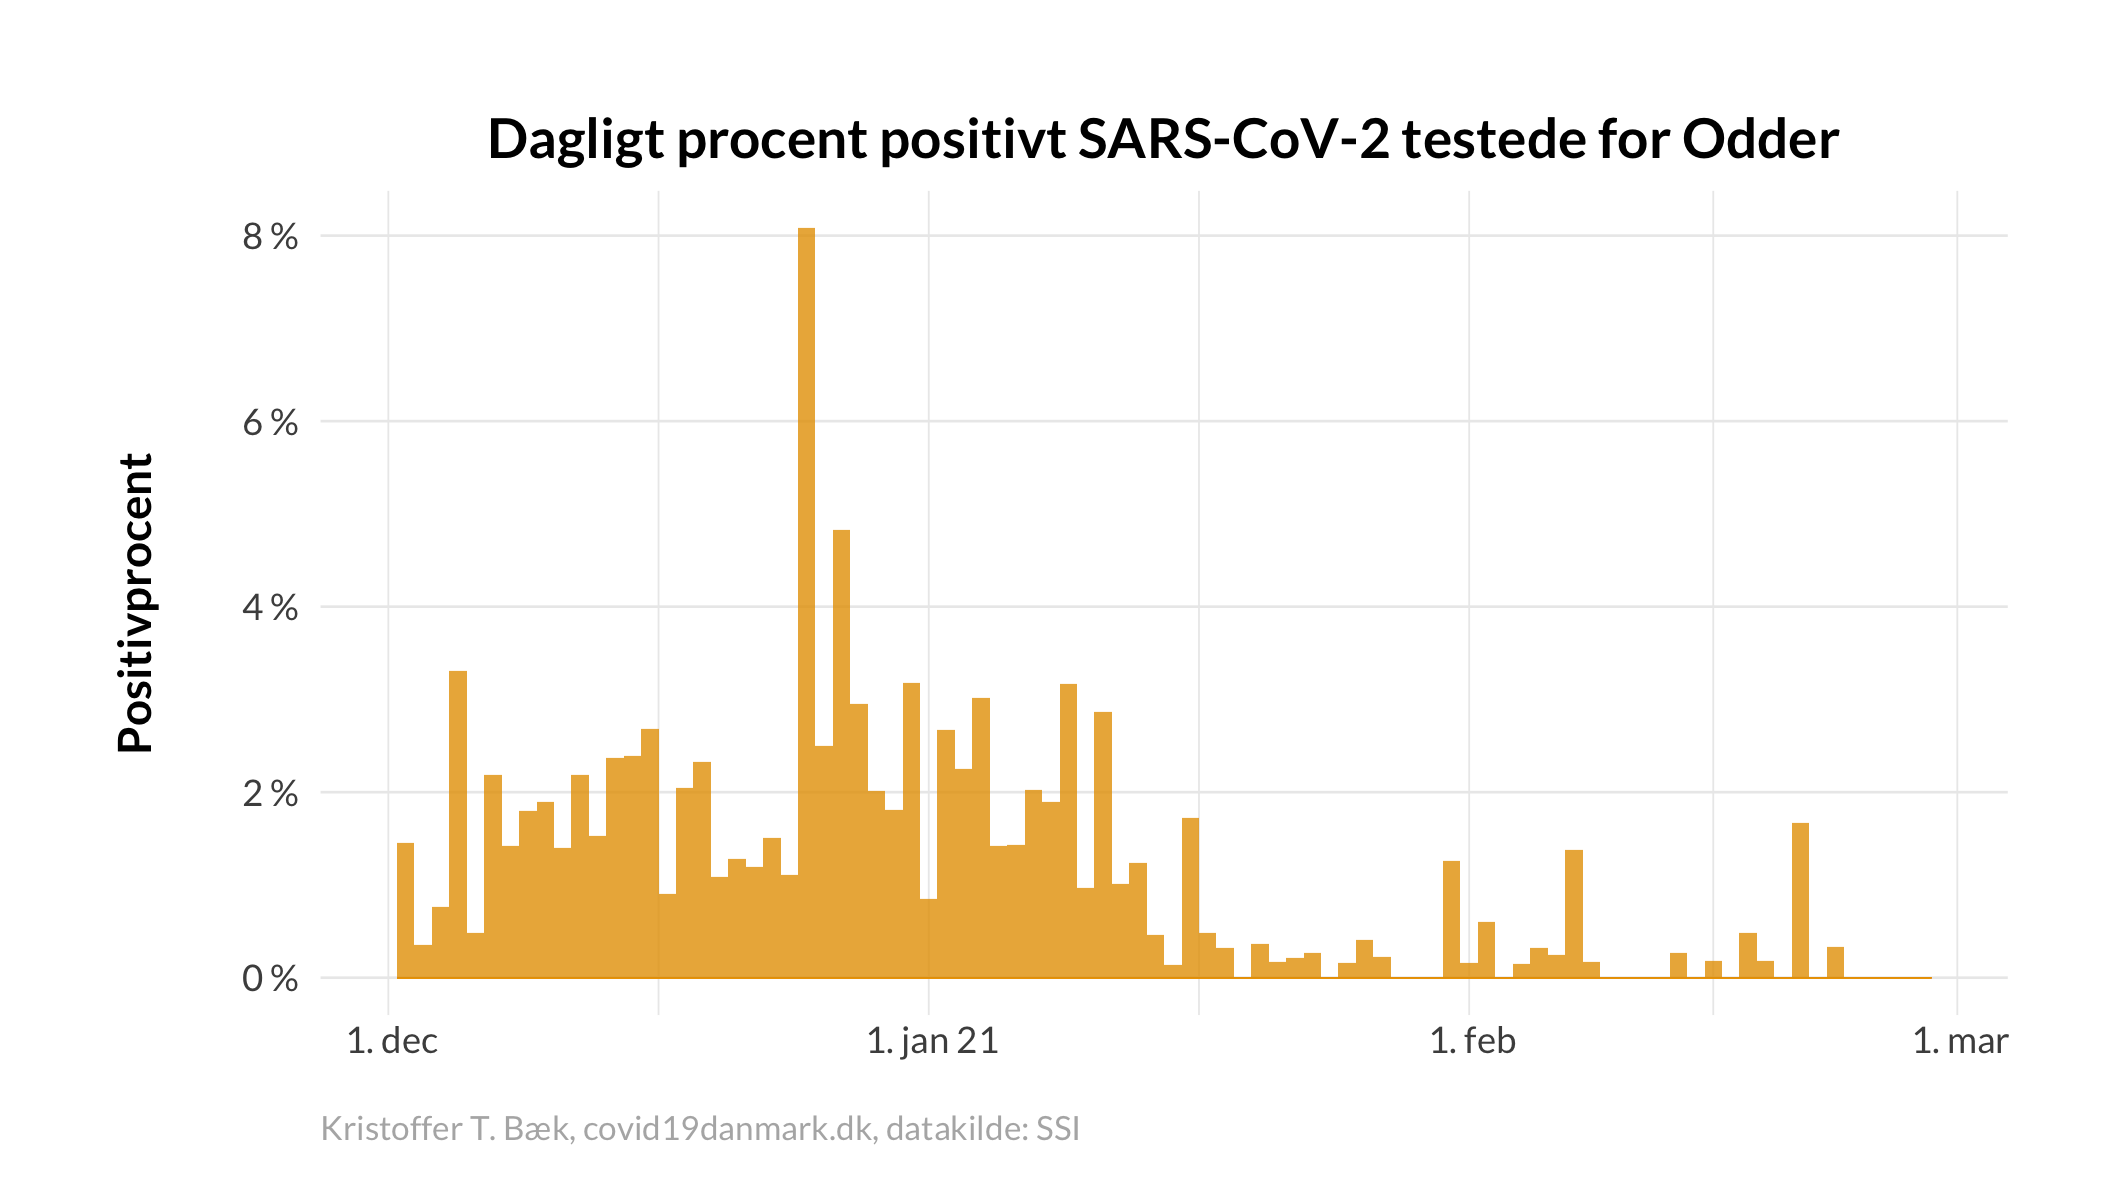 Dagligt procent positivt SARS-CoV-2 testede for Odder
Positivprocent
8 %
6 %
4 %
2 %
0 %
1. dec
1. jan 21
1. feb
1. mar
Kristoffer T. Bæk, covid19danmark.dk, datakilde: SSI